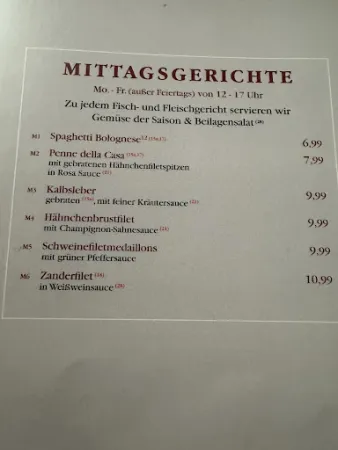 MITTAGSGERICHTE
Mo. - Fr. (außer Feiertags) von 12 - 17 Uhr
Zu jedem Fisch- und Fleischgericht servieren wir
Gemüse der Saison & Beilagensalat
M1 Spaghetti Bolognese 6,99
M2 Penne della Casa 7,99
mit gebratenen Hähnchenfiletspitzen
in Rosa Sauce
M3 Kalbsleber 9,99
gebraten, mit feiner Kräutersauce
M4 Hähnchenbrustfilet 9,99
mit Champignon-Sahnesauce
M5 Schweinefiletmedaillons 9,99
mit grüner Pfeffersauce
M6 Zanderfilet 10,99
in Weißweinsauce